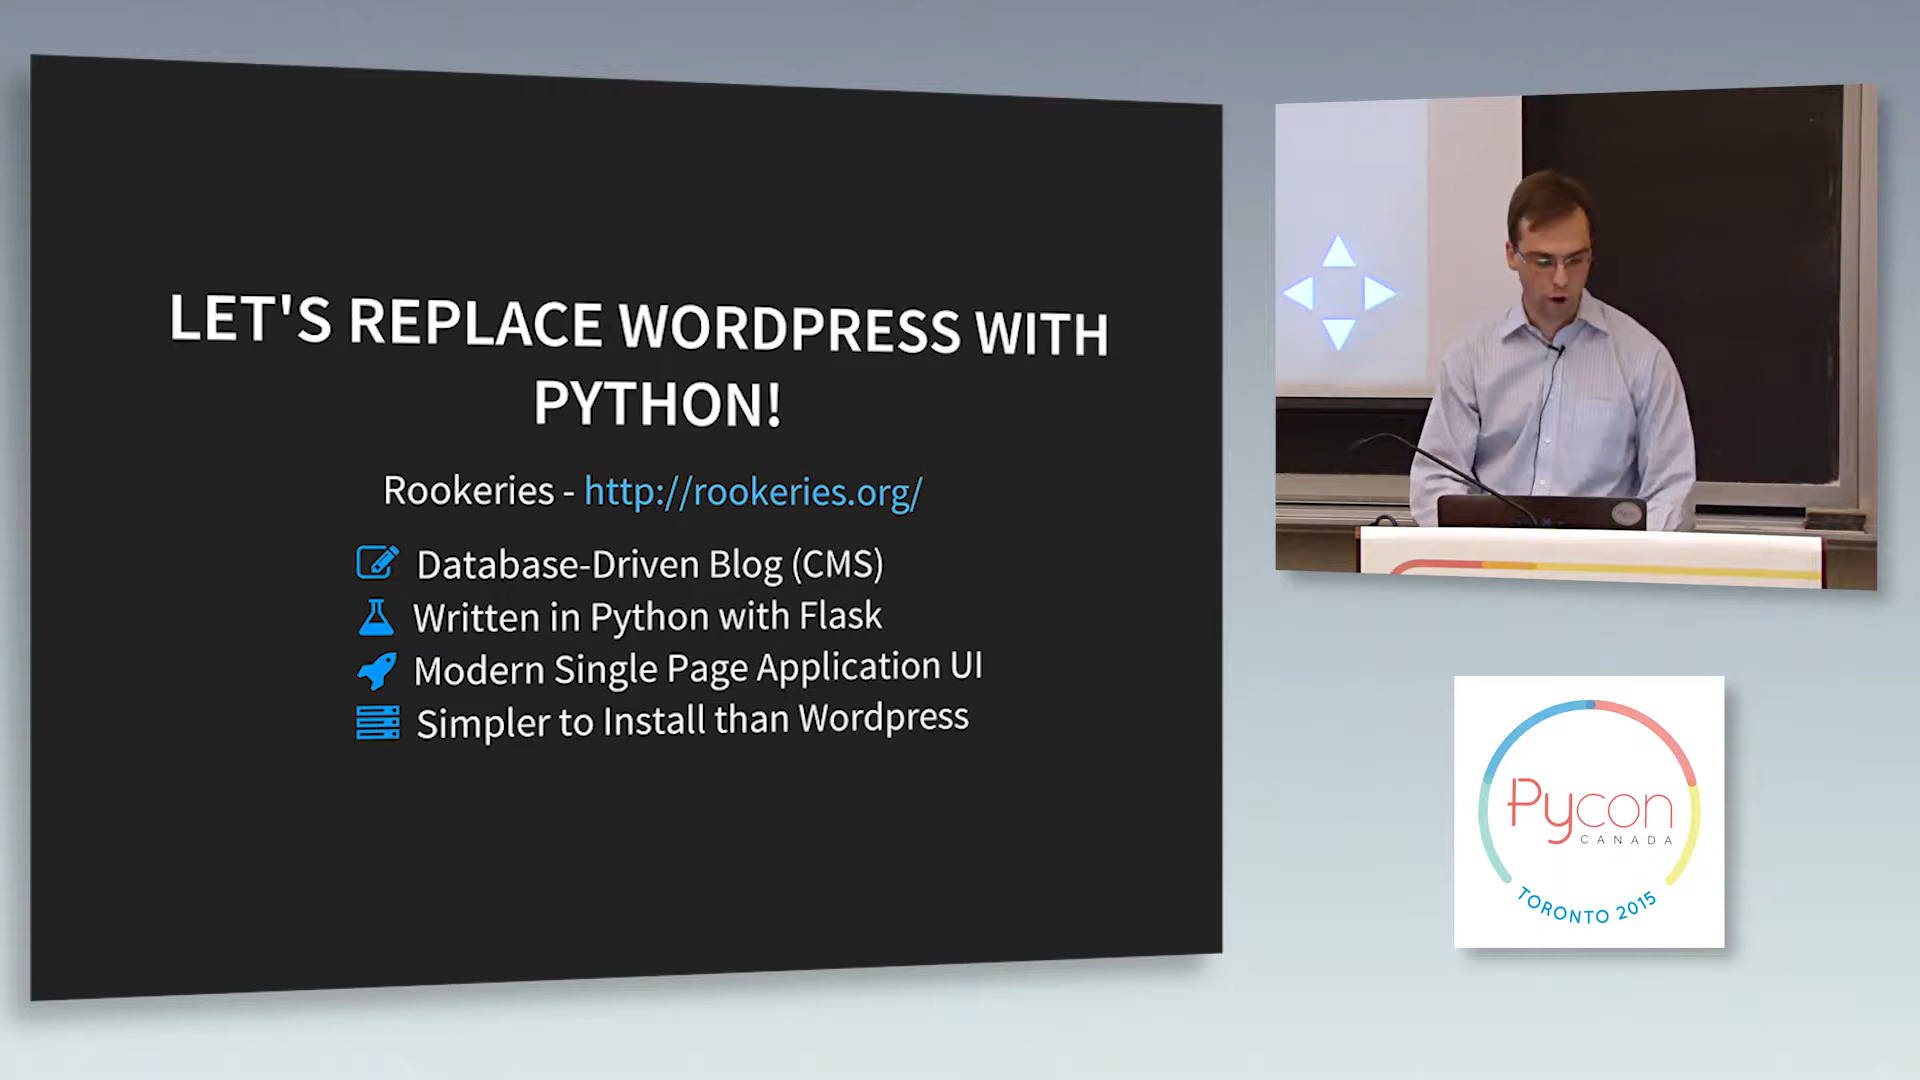 LET'S REPLACE WORDPRESS WITH
PYTHON!
Rookeries - http://rookeries.org/
Database-Driven Blog (CMS)
Written in Python with Flask
Modern Single Page Application UI
Simpler to Install than Wordpress
Pycon
CANADA
TORONTO 2015